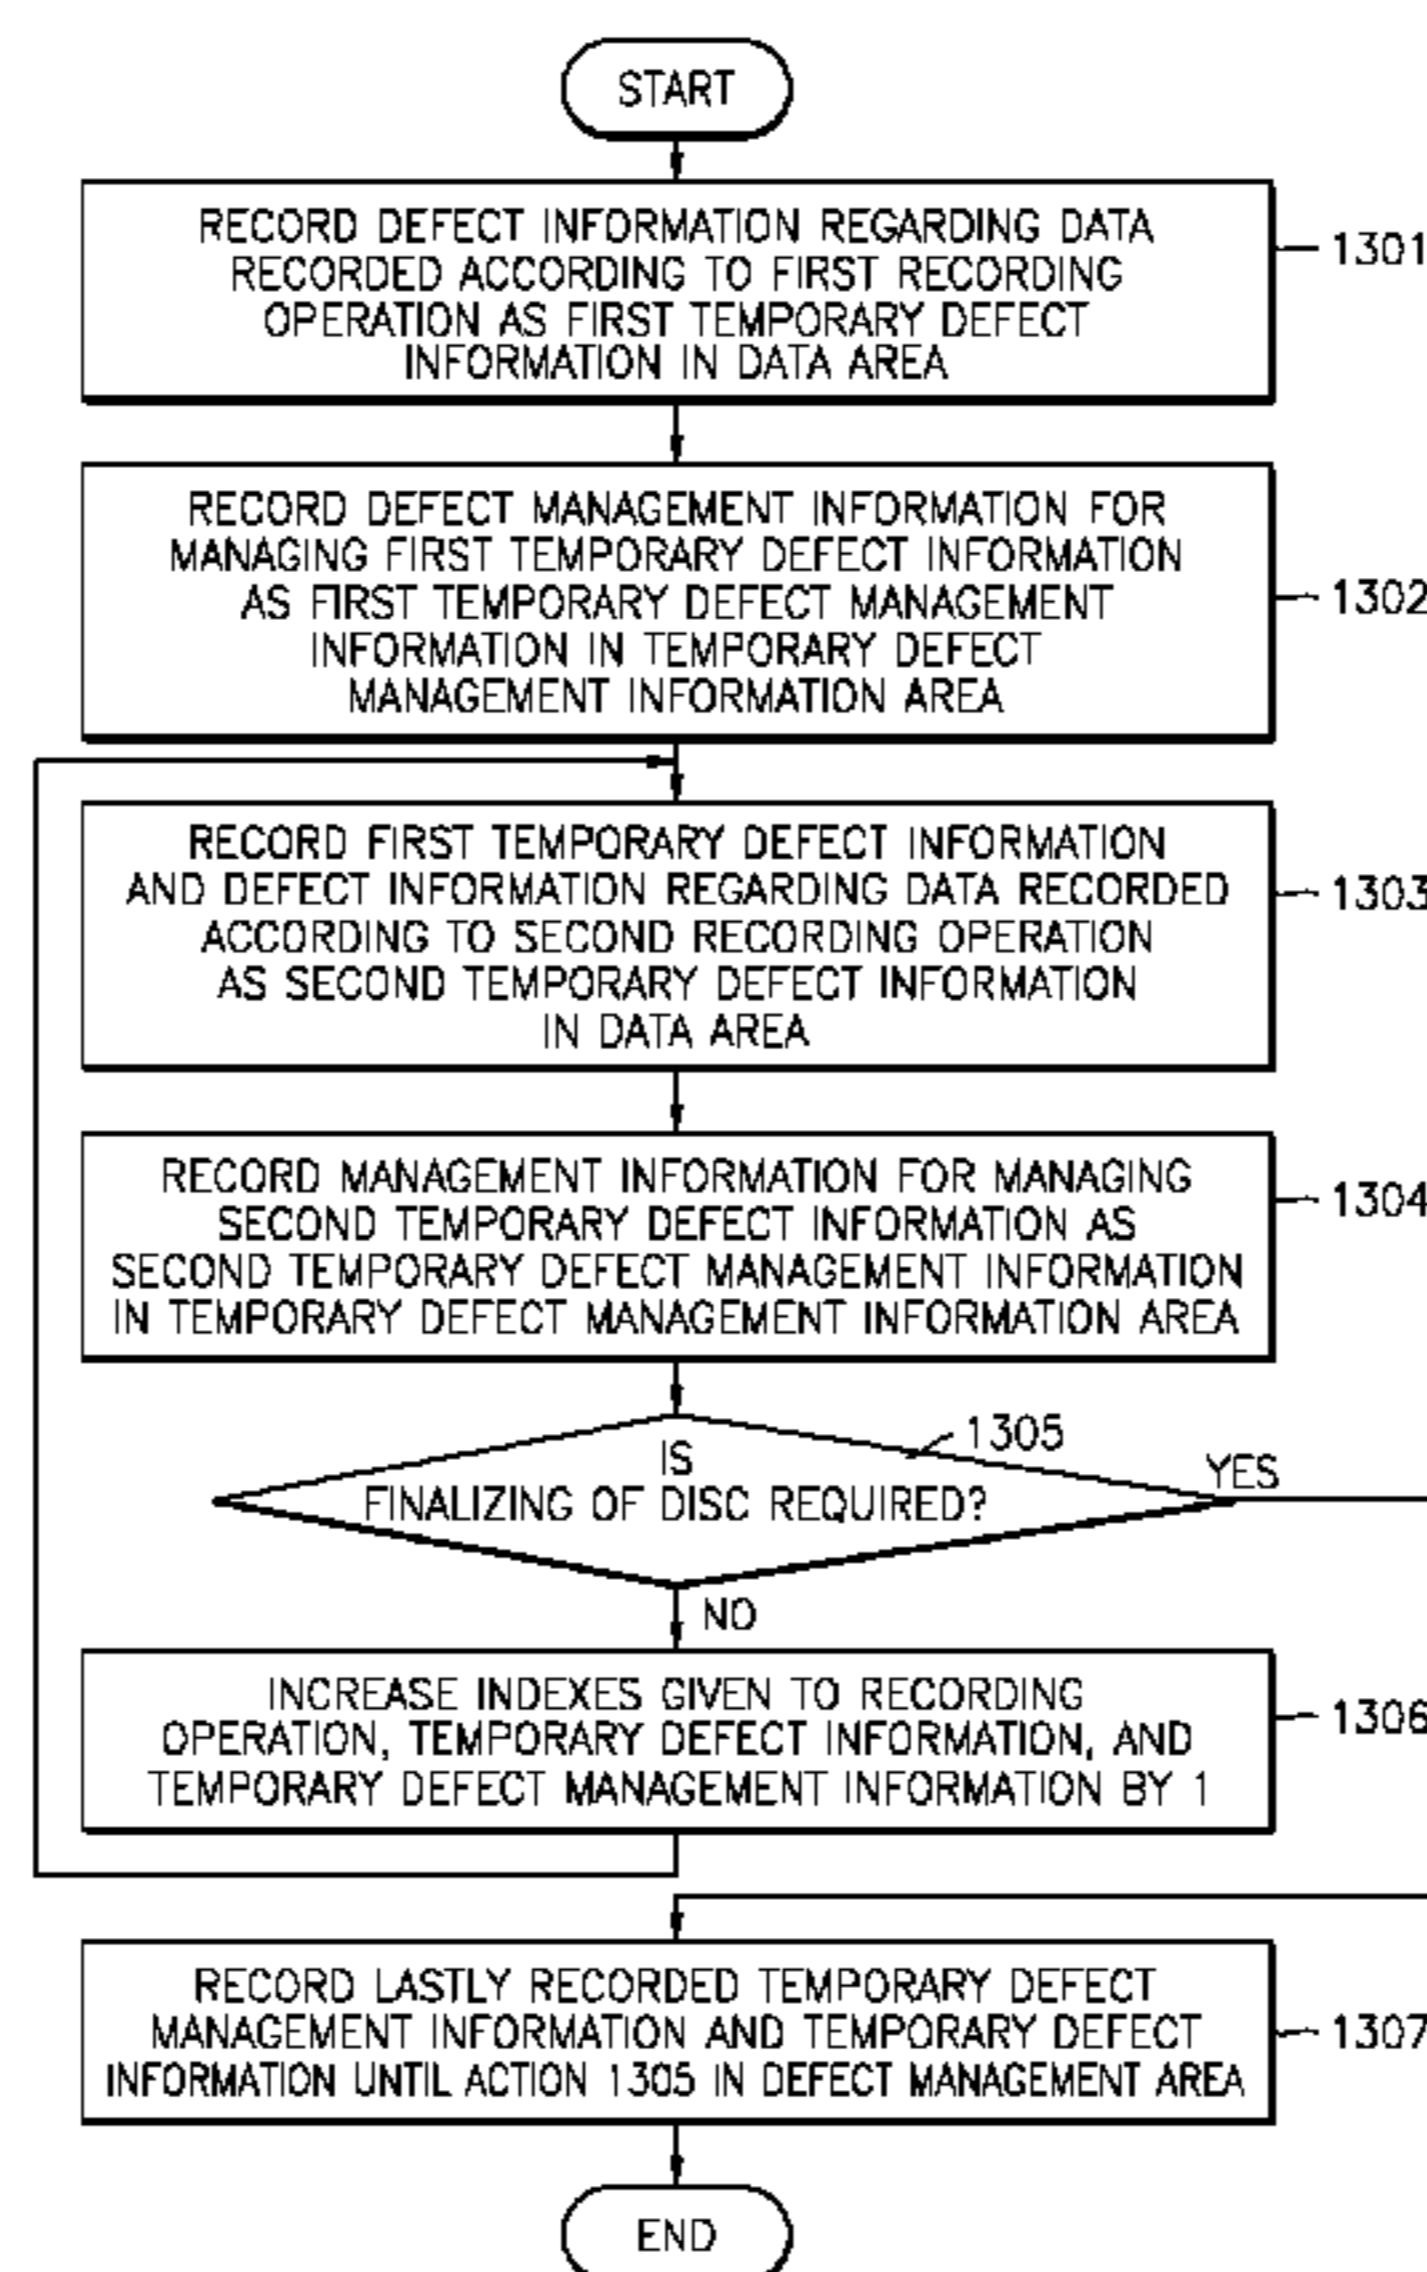 START
RECORD DEFECT INFORMATION REGARDING DATA
RECORDED ACCORDING TO FIRST RECORDING
OPERATION AS FIRST TEMPORARY DEFECT
INFORMATION IN DATA AREA
1301
RECORD DEFECT MANAGEMENT INFORMATION FOR
MANAGING FIRST TEMPORARY DEFECT INFORMATION
AS FIRST TEMPORARY DEFECT MANAGEMENT
INFORMATION IN TEMPORARY DEFECT
MANAGEMENT INFORMATION AREA
1302
RECORD FIRST TEMPORARY DEFECT INFORMATION
AND DEFECT INFORMATION REGARDING DATA RECORDED
ACCORDING TO SECOND RECORDING OPERATION
AS SECOND TEMPORARY DEFECT INFORMATION
IN DATA AREA
1303
RECORD MANAGEMENT INFORMATION FOR MANAGING
SECOND TEMPORARY DEFECT INFORMATION AS
SECOND TEMPORARY DEFECT MANAGEMENT INFORMATION
IN TEMPORARY DEFECT MANAGEMENT INFORMATION AREA
1304
IS
FINALIZING OF DISC REQUIRED?
1305
YES
NO
INCREASE INDEXES GIVEN TO RECORDING
OPERATION, TEMPORARY DEFECT INFORMATION, AND
TEMPORARY DEFECT MANAGEMENT INFORMATION BY 1
1306
RECORD LASTLY RECORDED TEMPORARY DEFECT
MANAGEMENT INFORMATION AND TEMPORARY DEFECT
INFORMATION UNTIL ACTION 1305 IN DEFECT MANAGEMENT AREA
1307
END